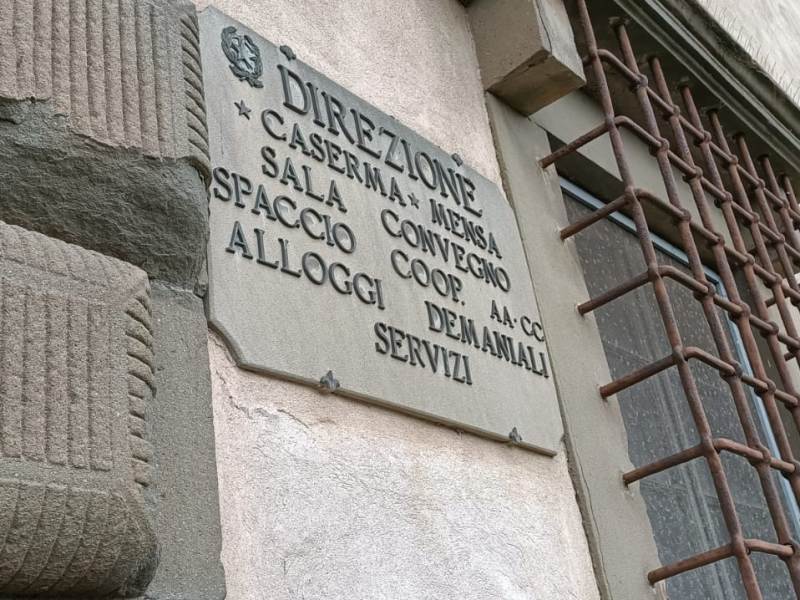 DIREZIONE
★ CASERMA ★ MENSA
SALA CONVEGNO
SPACCIO COOP. AA·CC
ALLOGGI DEMANIALI
SERVIZI